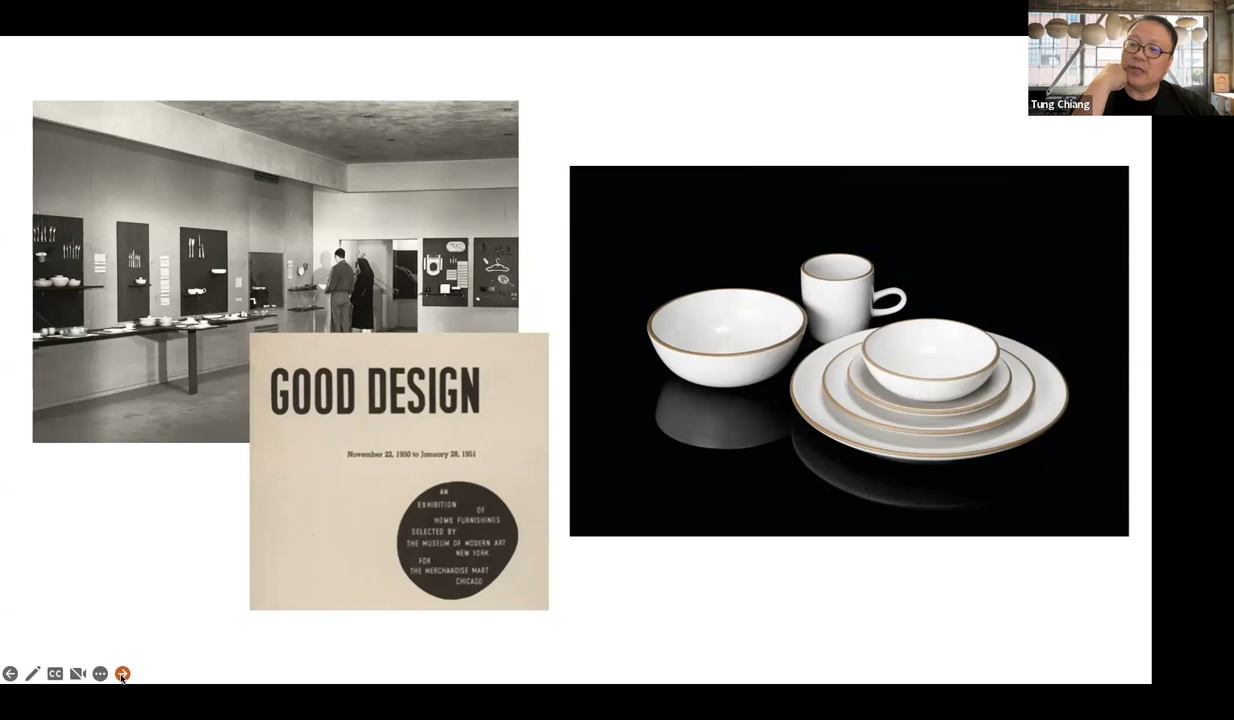 Tung Chiang
GOOD DESIGN
November 22, 1950 to January 28, 1951
AN
EXHIBITION OF
HOME FURNISHINGS
SELECTED BY
THE MUSEUM OF MODERN ART
NEW YORK
FOR
THE MERCHANDISE MART
CHICAGO
CC